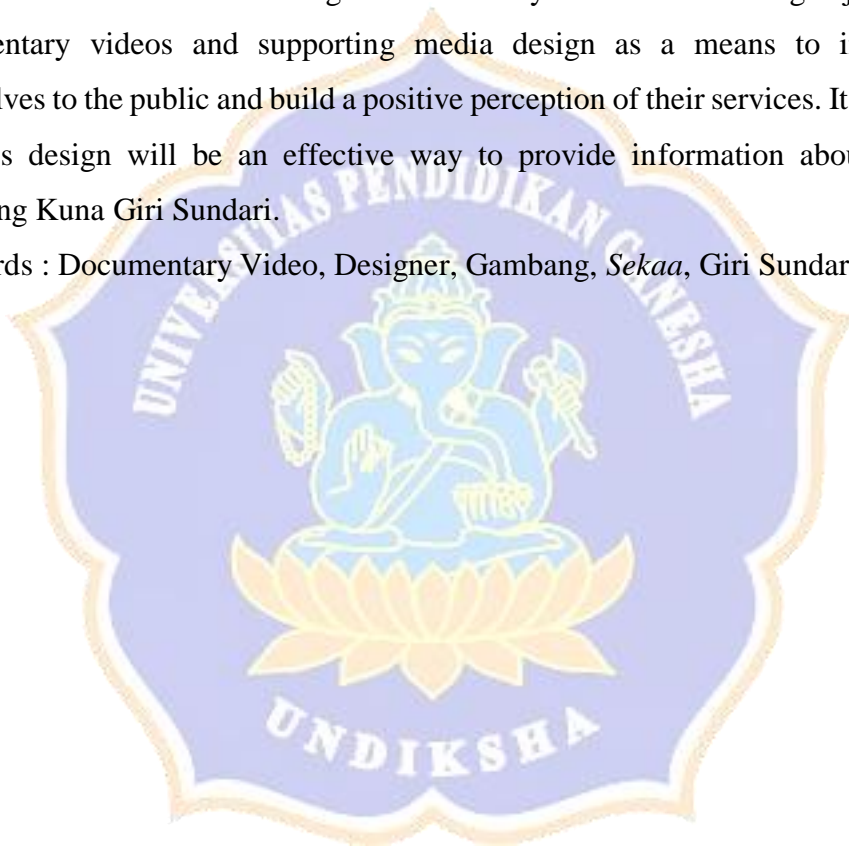 entary videos and supporting media design as a means to i
lves to the public and build a positive perception of their services. It
s design will be an effective way to provide information abou
ng Kuna Giri Sundari.
rds : Documentary Video, Designer, Gambang, Sekaa, Giri Sundar
UNIVERSITAS PENDIDIKAN GANESHA
UNDIKSHA